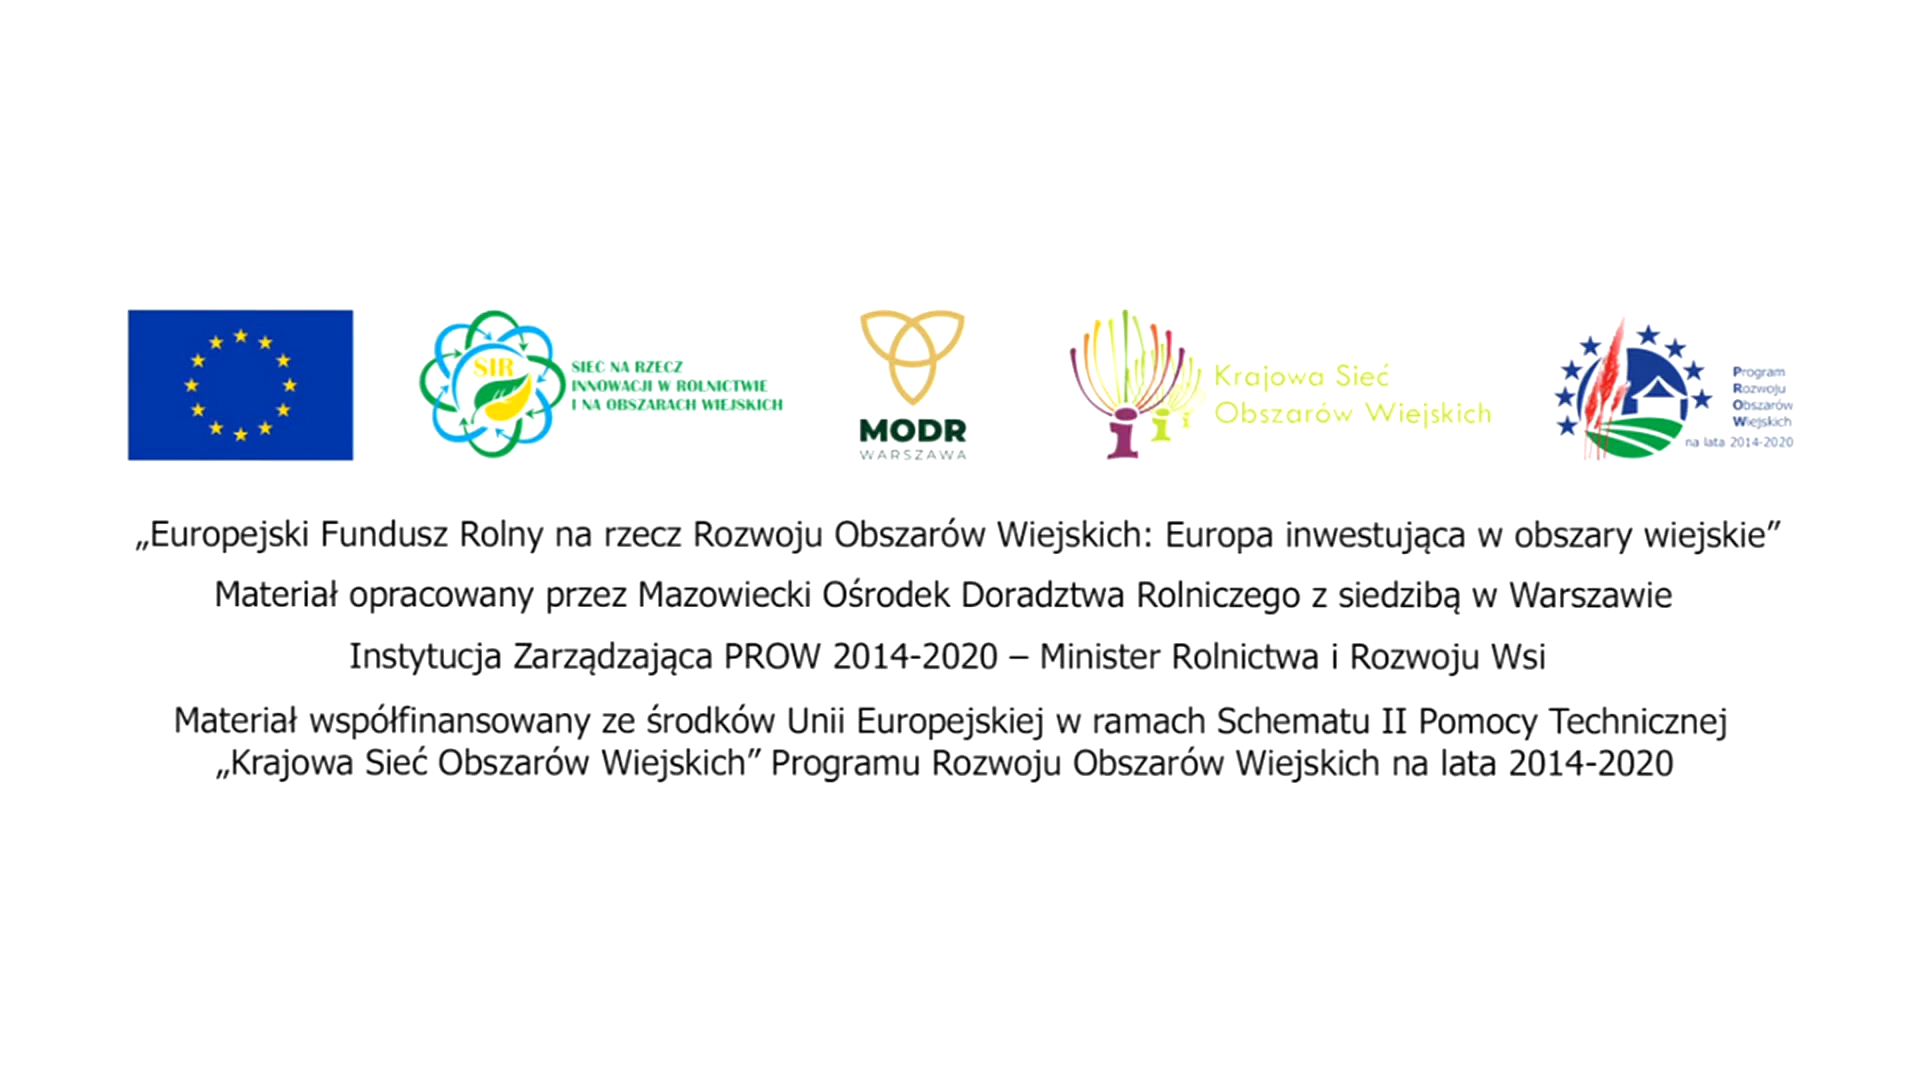 SIR
SIEĆ NA RZECZ
INNOWACJI W ROLNICTWIE
I NA OBSZARACH WIEJSKICH
MODR
WARSZAWA
Krajowa Sieć
Obszarów Wiejskich
Program
Rozwoju
Obszarów
Wiejskich
na lata 2014-2020
„Europejski Fundusz Rolny na rzecz Rozwoju Obszarów Wiejskich: Europa inwestująca w obszary wiejskie”
Materiał opracowany przez Mazowiecki Ośrodek Doradztwa Rolniczego z siedzibą w Warszawie
Instytucja Zarządzająca PROW 2014-2020 – Minister Rolnictwa i Rozwoju Wsi
Materiał współfinansowany ze środków Unii Europejskiej w ramach Schematu II Pomocy Technicznej
„Krajowa Sieć Obszarów Wiejskich” Programu Rozwoju Obszarów Wiejskich na lata 2014-2020